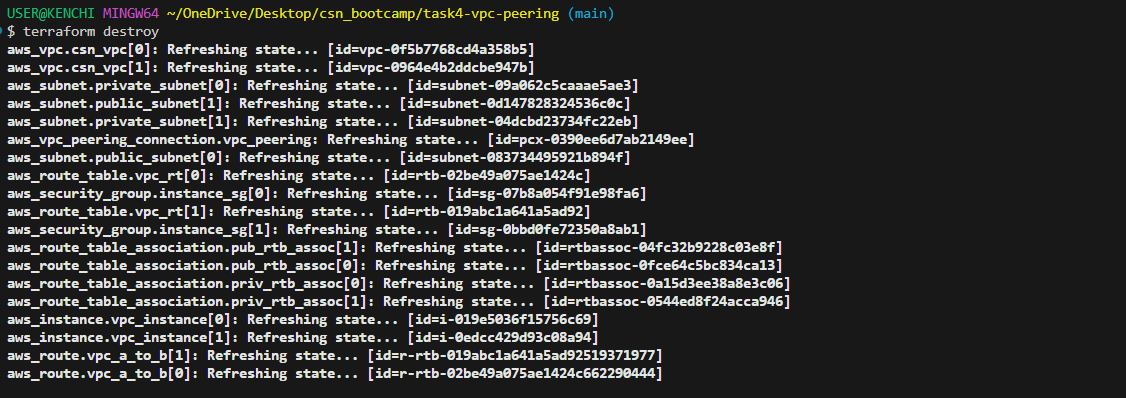 USER@KENCHI MINGW64 ~/OneDrive/Desktop/csn_bootcamp/task4-vpc-peering (main)
$ terraform destroy
aws_vpc.csn_vpc[0]: Refreshing state... [id=vpc-0f5b7768cd4a358b5]
aws_vpc.csn_vpc[1]: Refreshing state... [id=vpc-0964e4b2ddcbe947b]
aws_subnet.private_subnet[0]: Refreshing state... [id=subnet-09a062c5caaae5ae3]
aws_subnet.public_subnet[1]: Refreshing state... [id=subnet-0d147828324536c0c]
aws_subnet.private_subnet[1]: Refreshing state... [id=subnet-04dcbd23734fc22eb]
aws_vpc_peering_connection.vpc_peering: Refreshing state... [id=pcx-0390ee6d7ab2149ee]
aws_subnet.public_subnet[0]: Refreshing state... [id=subnet-083734495921b894f]
aws_route_table.vpc_rt[0]: Refreshing state... [id=rtb-02be49a075ae1424c]
aws_security_group.instance_sg[0]: Refreshing state... [id=sg-07b8a054f91e98fa6]
aws_route_table.vpc_rt[1]: Refreshing state... [id=rtb-019abc1a641a5ad92]
aws_security_group.instance_sg[1]: Refreshing state... [id=sg-0bbd0fe72350a8ab1]
aws_route_table_association.pub_rtb_assoc[1]: Refreshing state... [id=rtbassoc-04fc32b9228c03e8f]
aws_route_table_association.pub_rtb_assoc[0]: Refreshing state... [id=rtbassoc-0fce64c5bc834ca13]
aws_route_table_association.priv_rtb_assoc[0]: Refreshing state... [id=rtbassoc-0a15d3ee38a8e3c06]
aws_route_table_association.priv_rtb_assoc[1]: Refreshing state... [id=rtbassoc-0544ed8f24acca946]
aws_instance.vpc_instance[0]: Refreshing state... [id=i-019e5036f15756c69]
aws_instance.vpc_instance[1]: Refreshing state... [id=i-0edcc429d93c08a94]
aws_route.vpc_a_to_b[1]: Refreshing state... [id=r-rtb-019abc1a641a5ad92519371977]
aws_route.vpc_a_to_b[0]: Refreshing state... [id=r-rtb-02be49a075ae1424c662290444]